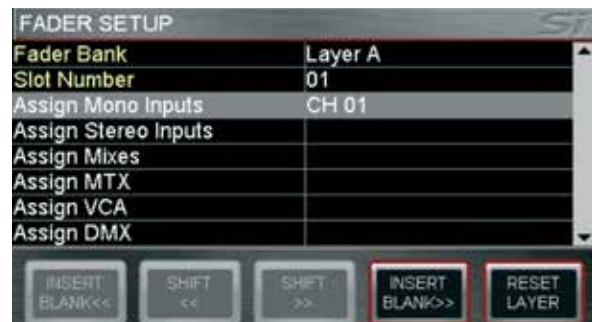 FADER SETUP Si
Fader Bank Layer A
Slot Number 01
Assign Mono Inputs CH 01
Assign Stereo Inputs
Assign Mixes
Assign MTX
Assign VCA
Assign DMX
INSERT SHIFT SHIFT INSERT RESET
BLANK<< << >> BLANK>> LAYER